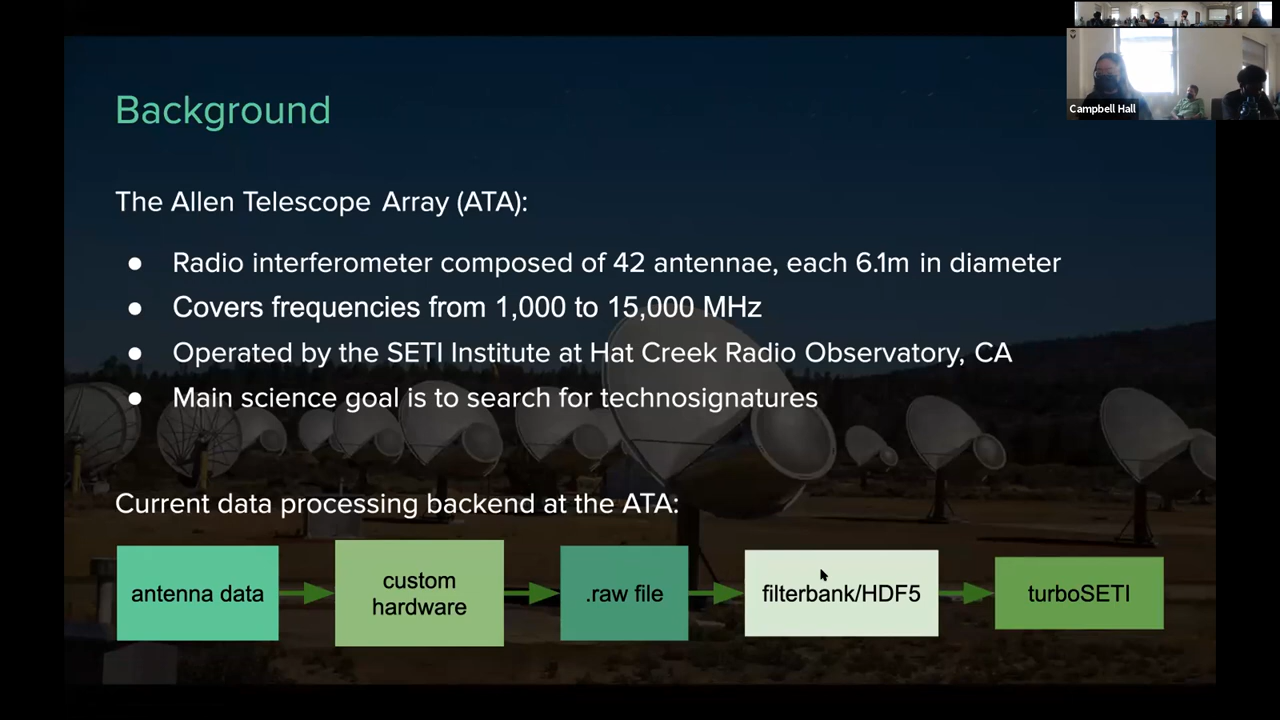 Background
Campbell Hall
The Allen Telescope Array (ATA):
● Radio interferometer composed of 42 antennae, each 6.1m in diameter
● Covers frequencies from 1,000 to 15,000 MHz
● Operated by the SETI Institute at Hat Creek Radio Observatory, CA
● Main science goal is to search for technosignatures
Current data processing backend at the ATA:
antenna data
custom
hardware
.raw file
filterbank/HDF5
turboSETI